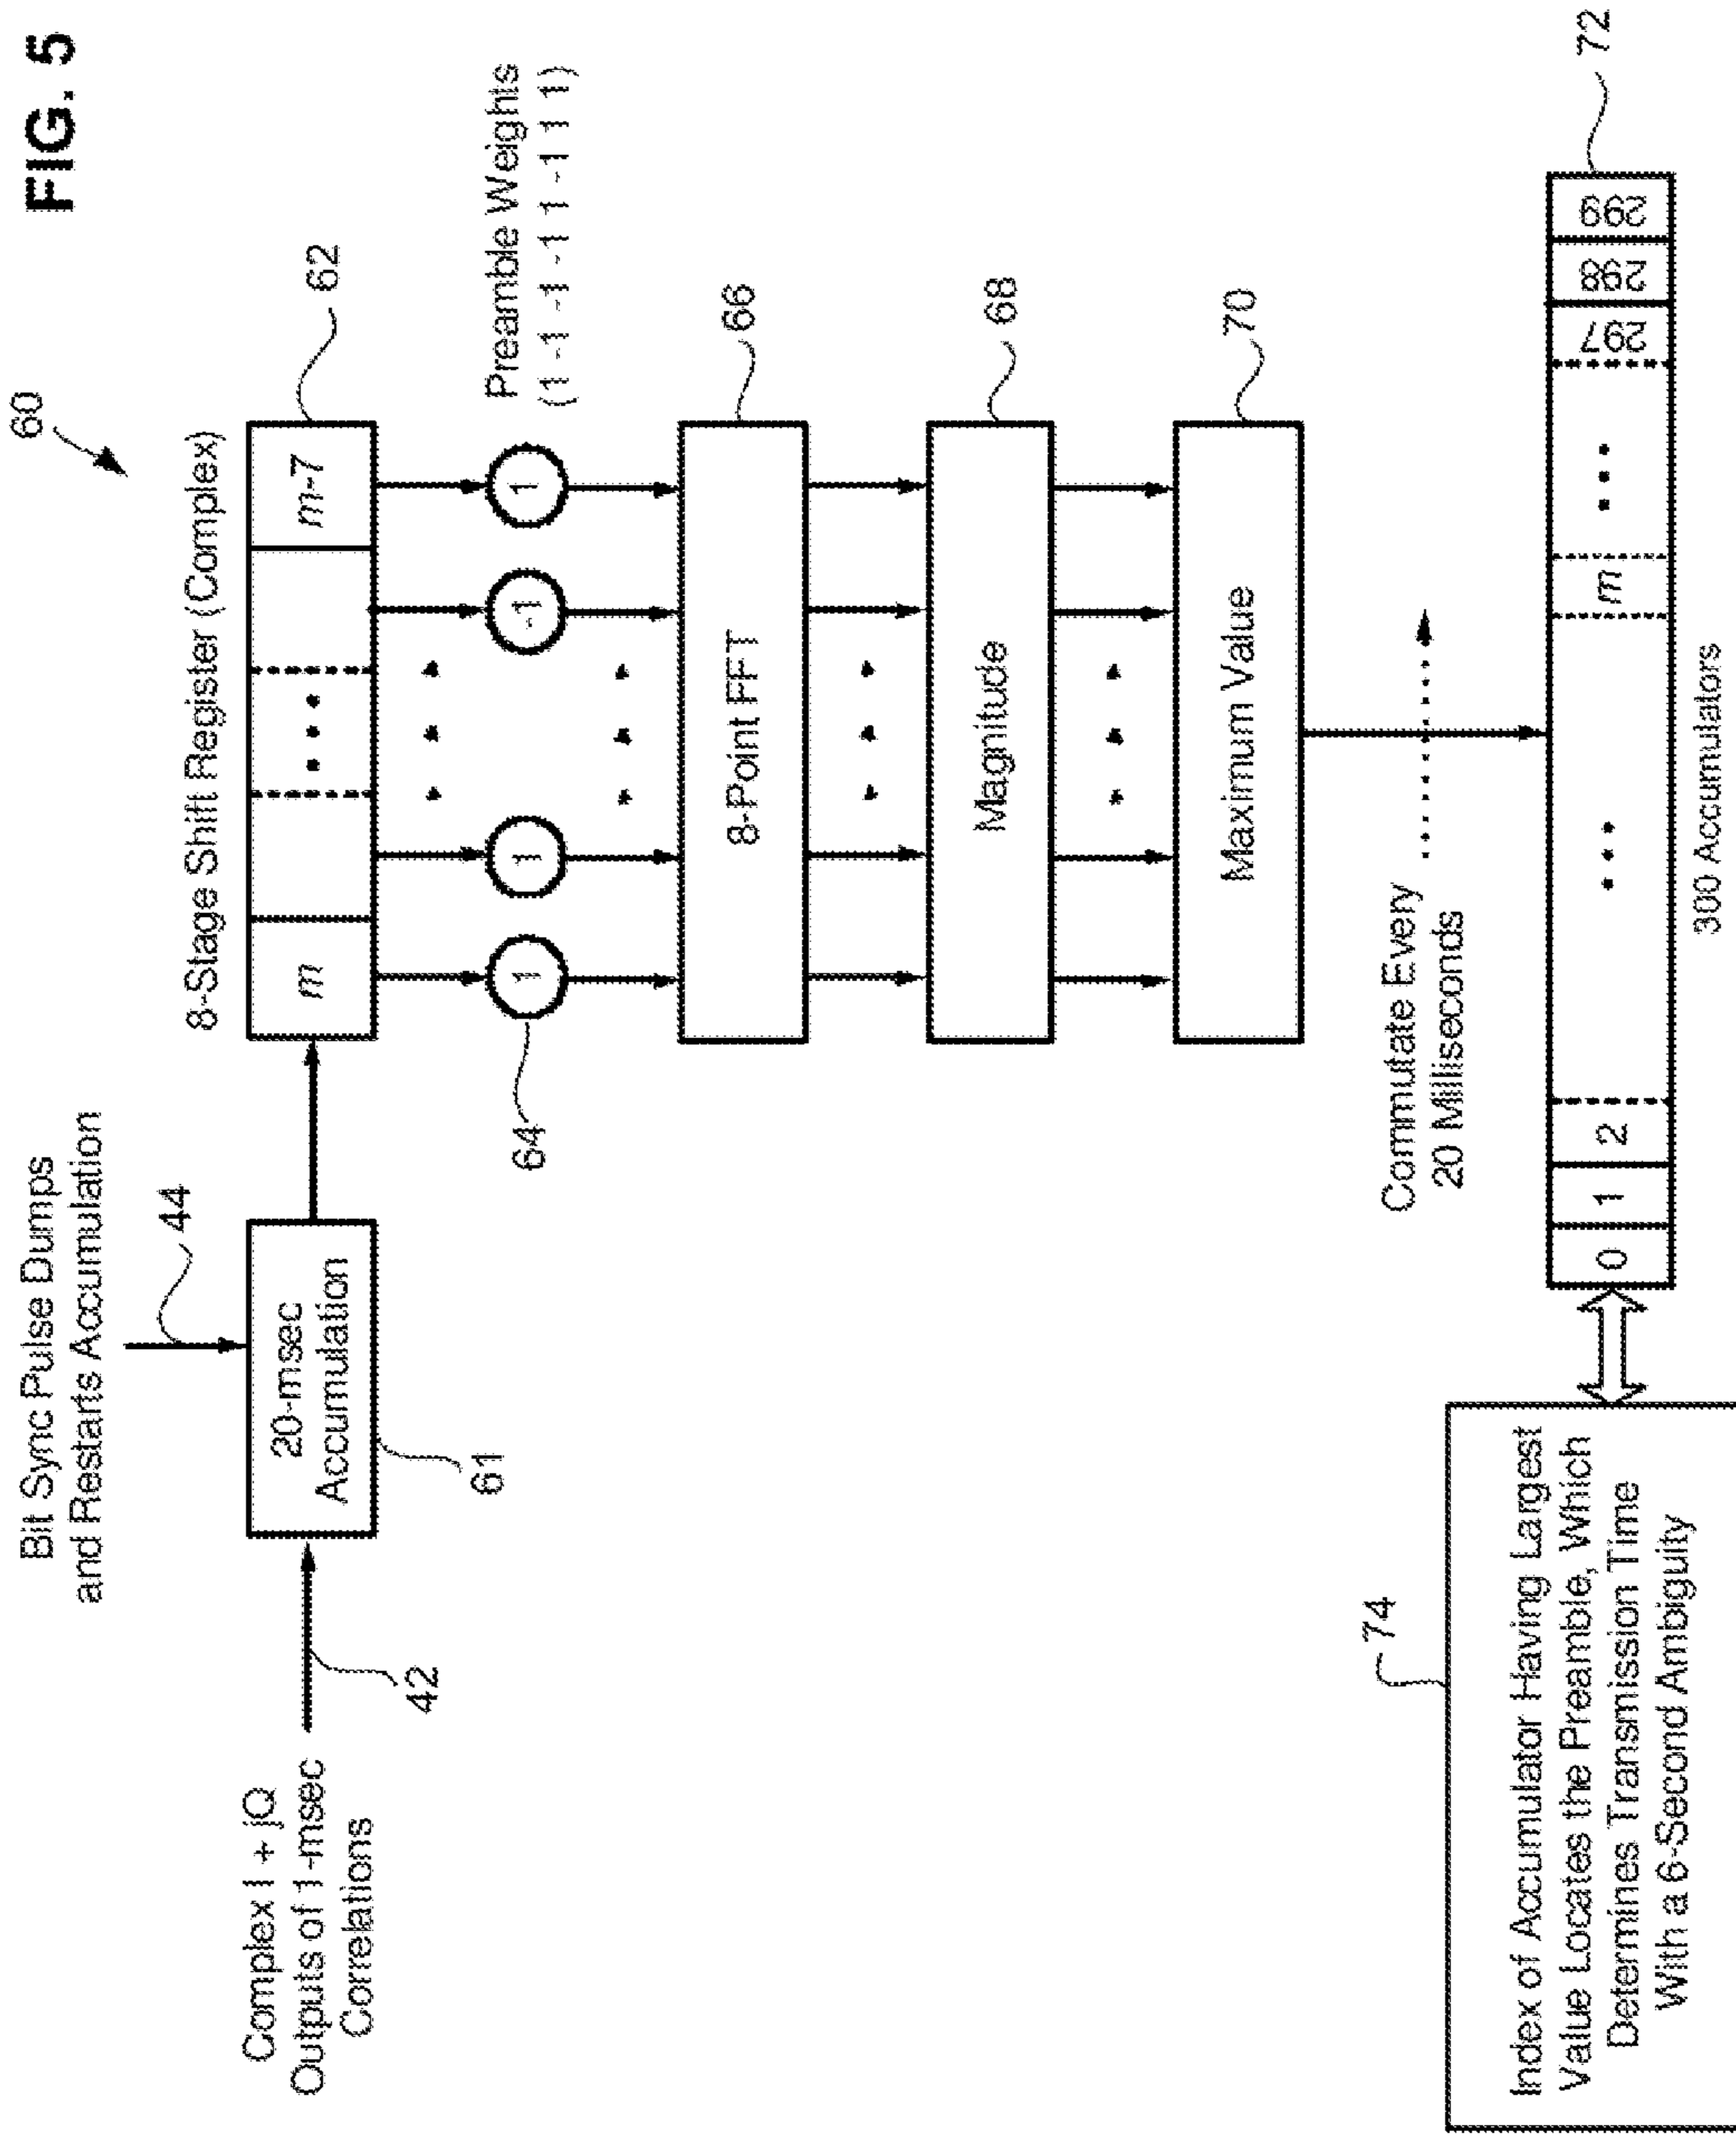 FIG. 5
60
Bit Sync Pulse Dumps
and Restarts Accumulation
44
8-Stage Shift Register (Complex)
62
Complex I + jQ
Outputs of 1-msec
Correlations
42
20-msec
Accumulation
61
m
m-7
Preamble Weights
(1 -1 -1 -1 1 -1 1 1)
64
1
1
-1
1
8-Point FFT
66
Magnitude
68
Maximum Value
70
Commutate Every
20 Milliseconds
74
Index of Accumulator Having Largest
Value Locates the Preamble, Which
Determines Transmission Time
With a 6-Second Ambiguity
0
1
2
m
297
298
299
72
300 Accumulators